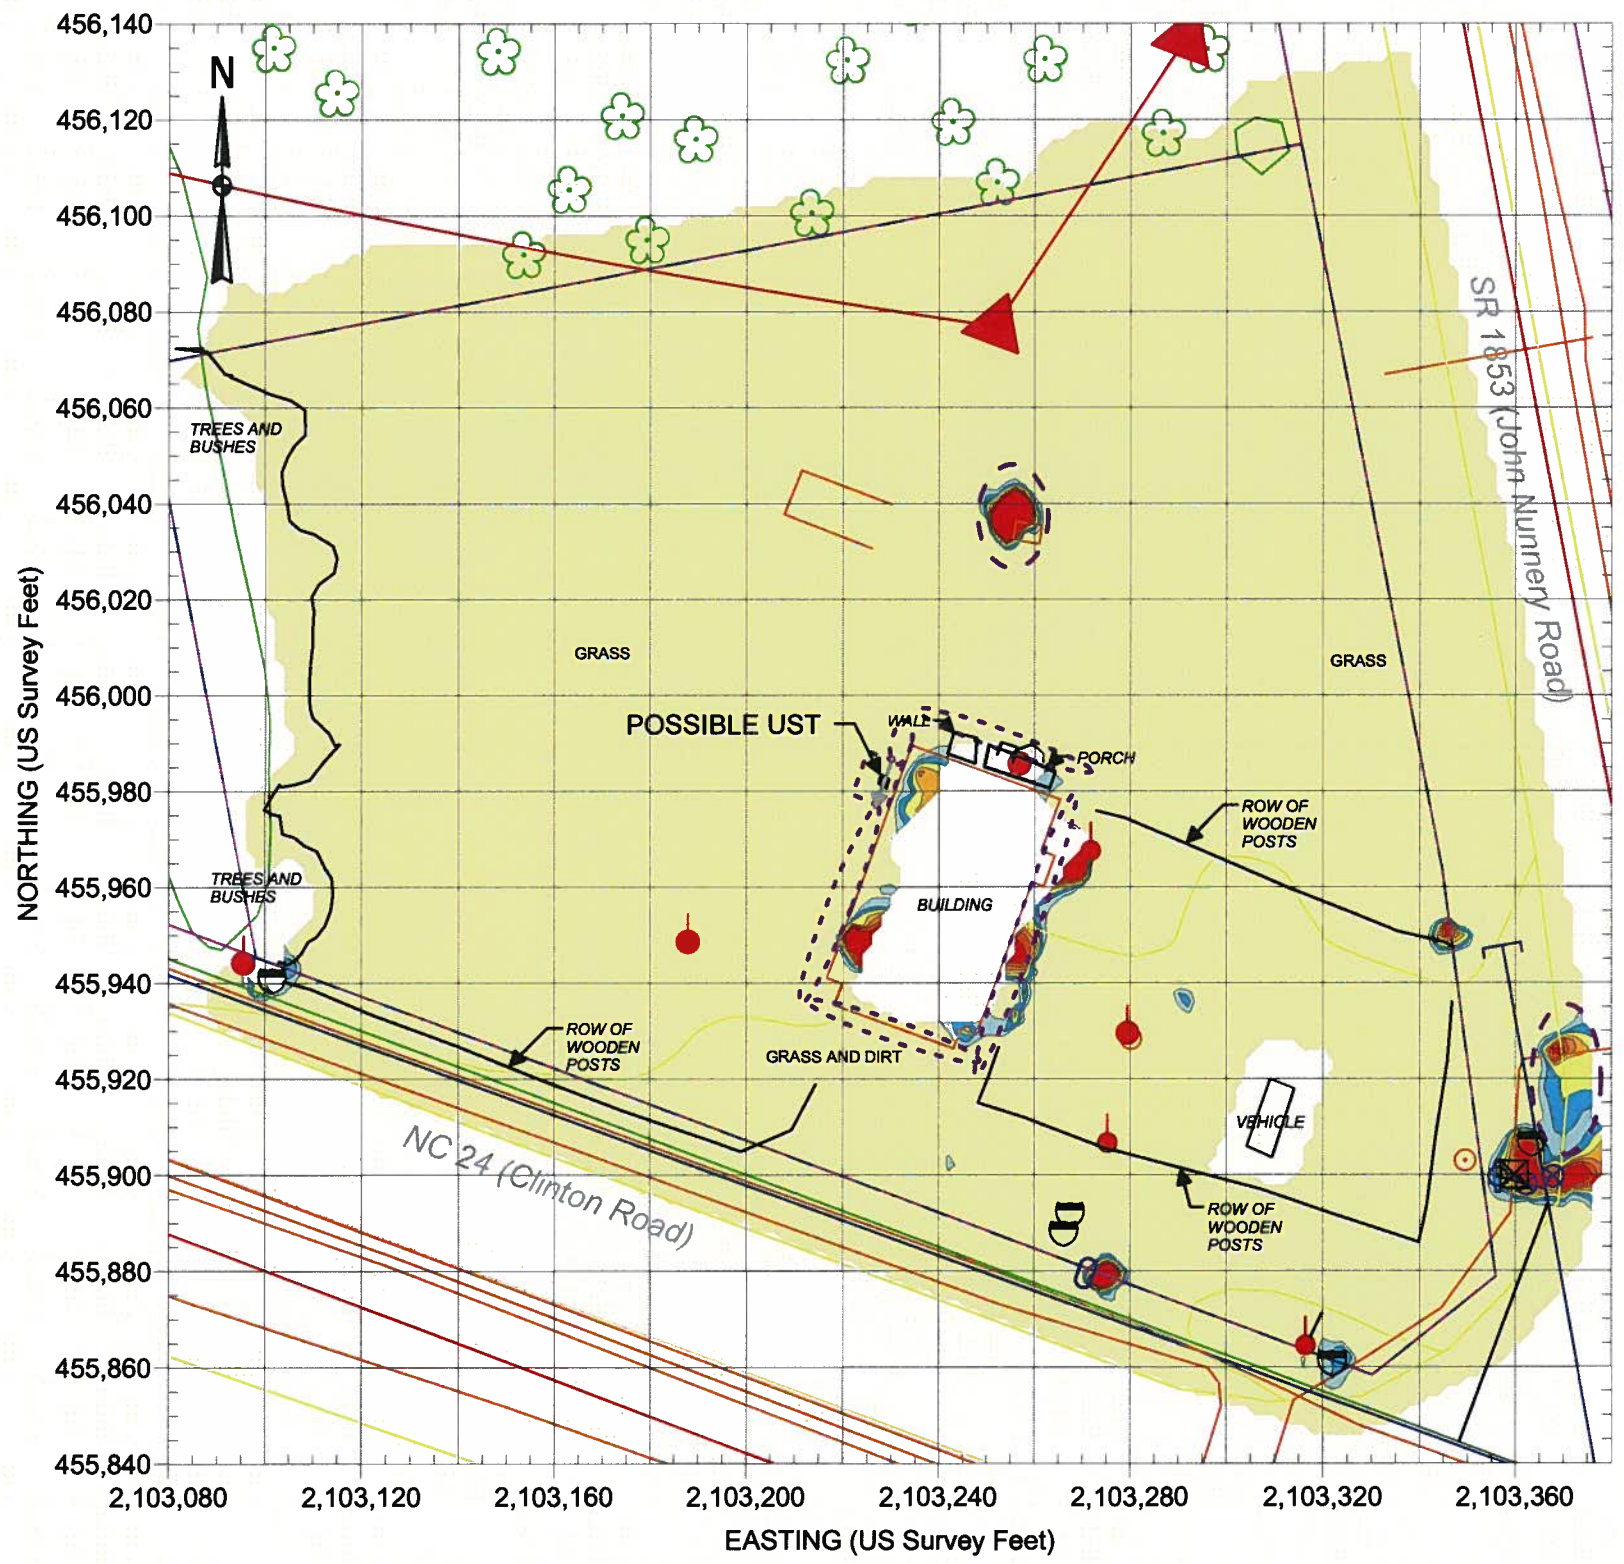 456,140
N
456,120
456,100
456,080
456,060
TREES AND
BUSHES
456,040
SR 1853 (John Nunnery Road)
456,020
GRASS
GRASS
456,000
POSSIBLE UST
WALL
PORCH
455,980
ROW OF
WOODEN
POSTS
455,960
TREES AND
BUSHES
BUILDING
455,940
ROW OF
WOODEN
POSTS
GRASS AND DIRT
455,920
VEHICLE
NC 24 (Clinton Road)
455,900
ROW OF
WOODEN
POSTS
455,880
455,860
455,840
NORTHING (US Survey Feet)
2,103,080
2,103,120
2,103,160
2,103,200
2,103,240
2,103,280
2,103,320
2,103,360
EASTING (US Survey Feet)